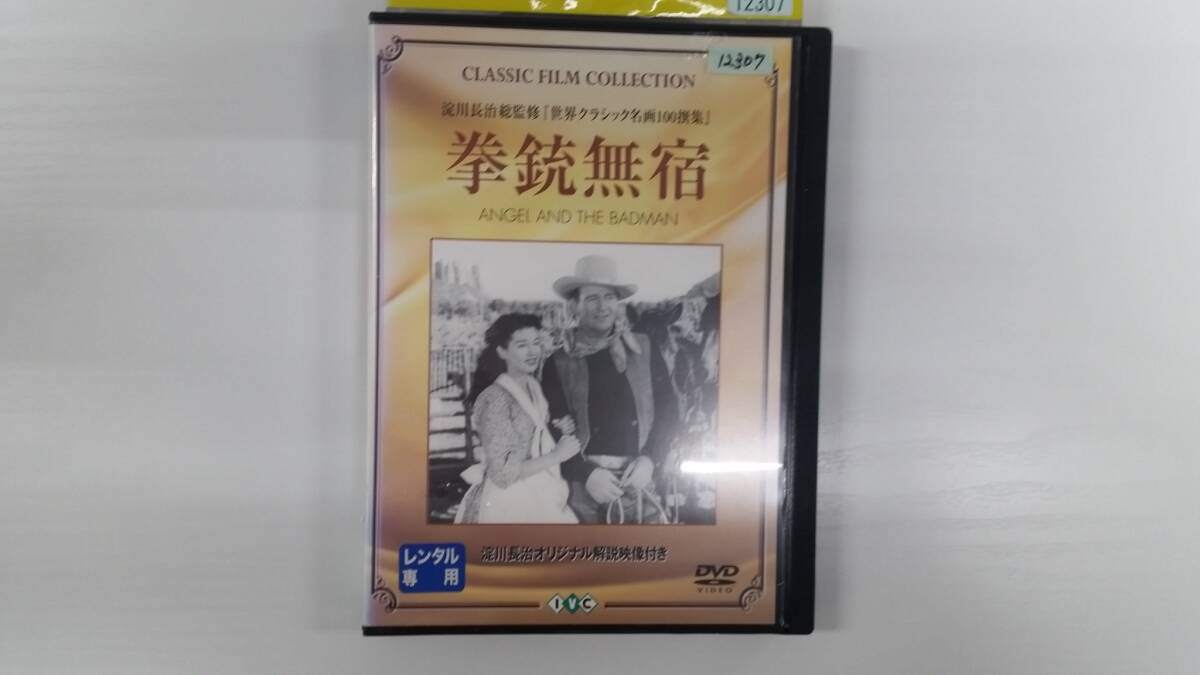 12307
12307
CLASSIC FILM COLLECTION
淀川長治総監修「世界クラシック名画100撰集」
拳銃無宿
ANGEL AND THE BADMAN
淀川長治オリジナル解説映像付き
レンタル
専用
DVD
VIDEO
IVC